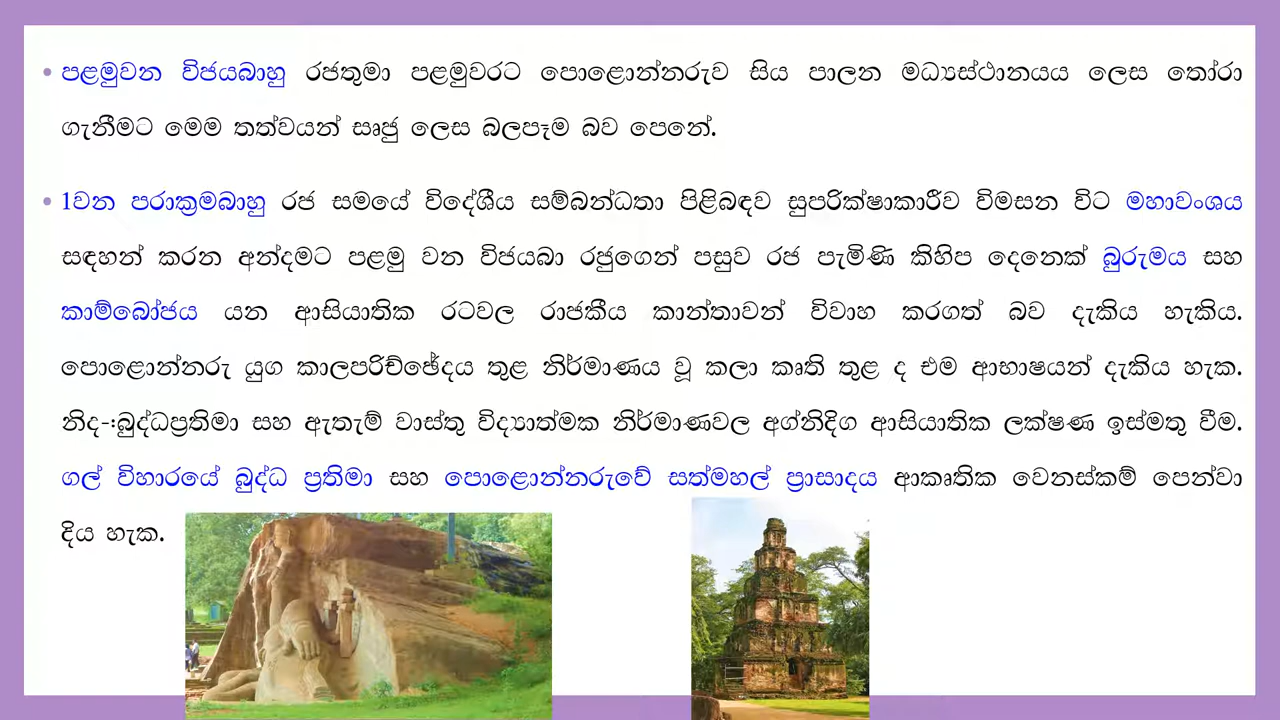 • පළමුවන විජයබාහු රජතුමා පළමුවරට පොළොන්නරුව සිය පාලන මධ්‍යස්ථානයය ලෙස තෝරා
ගැනීමට මෙම තත්වයන් සෘජු ලෙස බලපෑම බව පෙනේ.
• 1වන පරාක්‍රමබාහු රජ සමයේ විදේශීය සම්බන්ධතා පිළිබඳව සුපරික්ෂාකාරීව විමසන විට මහාවංශය
සඳහන් කරන අන්දමට පළමු වන විජයබා රජුගෙන් පසුව රජ පැමිණි කිහිප දෙනෙක් බුරුමය සහ
කාම්බෝජය යන ආසියාතික රටවල රාජකීය කාන්තාවන් විවාහ කරගත් බව දැකිය හැකිය.
පොළොන්නරු යුග කාලපරිච්ඡේදය තුළ නිර්මාණය වූ කලා කෘති තුළ ද එම ආභාෂයන් දැකිය හැක.
නිද-:බුද්ධප්‍රතිමා සහ ඇතැම් වාස්තු විද්‍යාත්මක නිර්මාණවල අග්නිදිග ආසියාතික ලක්ෂණ ඉස්මතු වීම.
ගල් විහාරයේ බුද්ධ ප්‍රතිමා සහ පොළොන්නරුවේ සත්මහල් ප්‍රාසාදය ආකෘතික වෙනස්කම් පෙන්වා
දිය හැක.